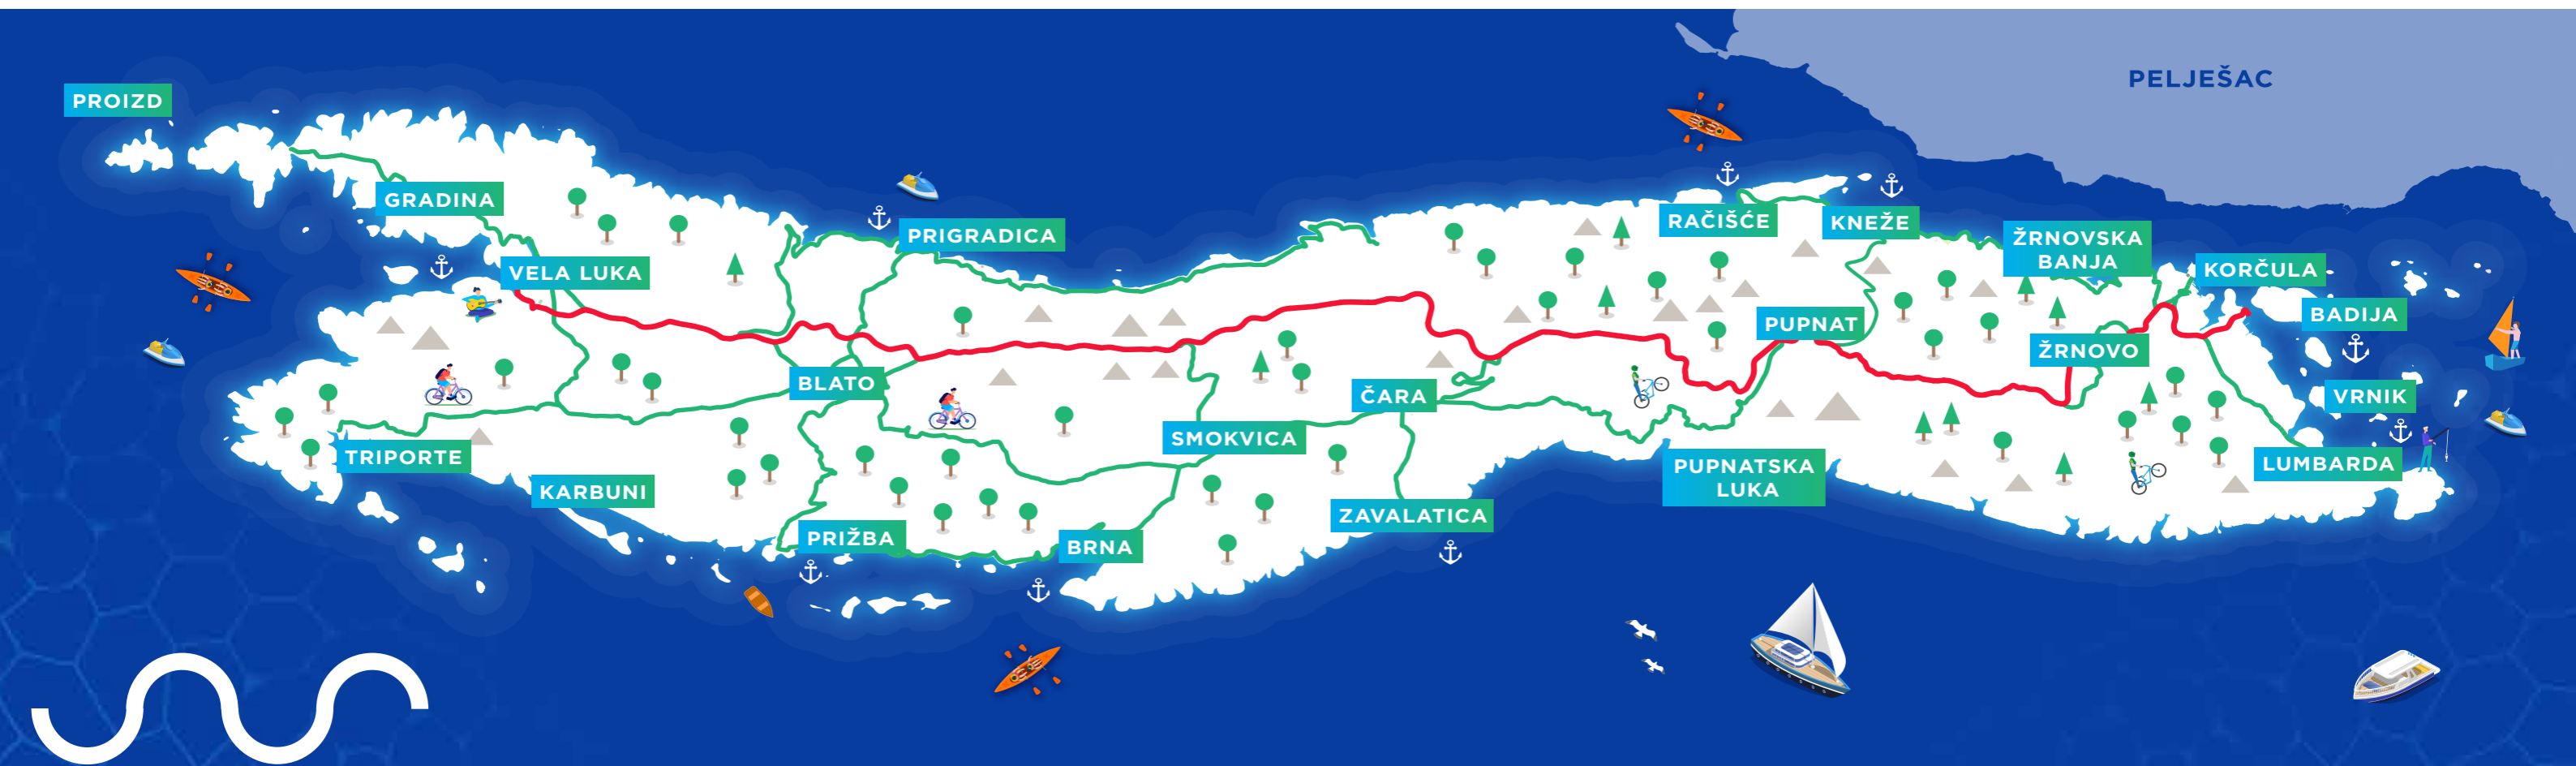 PELJEŠAC
PROIZD
GRADINA
VELA LUKA
PRIGRADICA
RAČIŠĆE
KNEŽE
ŽRNOVSKA
BANJA
KORČULA
BADIJA
PUPNAT
ŽRNOVO
BLATO
ČARA
VRNIK
SMOKVICA
TRIPORTE
LUMBARDA
PUPNATSKA
LUKA
KARBUNI
ZAVALATICA
PRIŽBA
BRNA